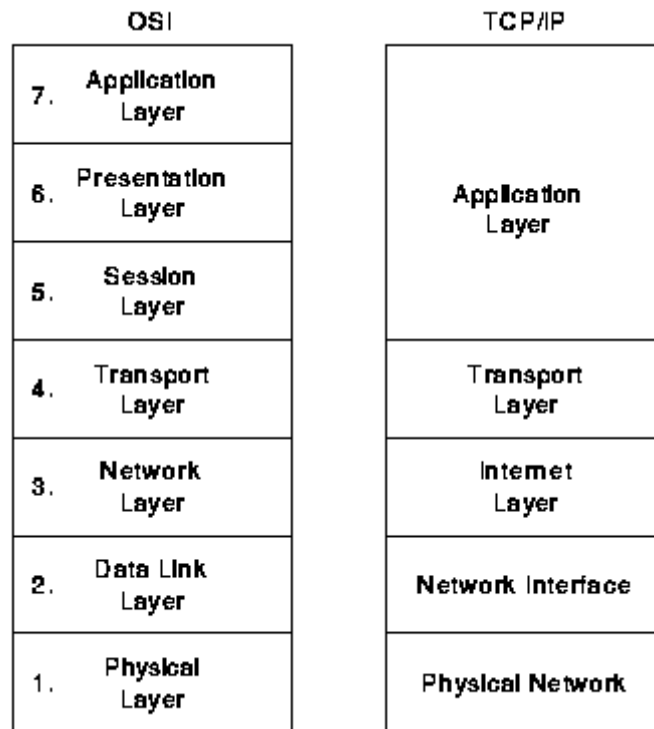 OSI
7. Application
Layer
6. Presentation
Layer
5. Session
Layer
4. Transport
Layer
3. Network
Layer
2. Data Link
Layer
1. Physical
Layer
TCP/IP
Application
Layer
Transport
Layer
Internet
Layer
Network Interface
Physical Network